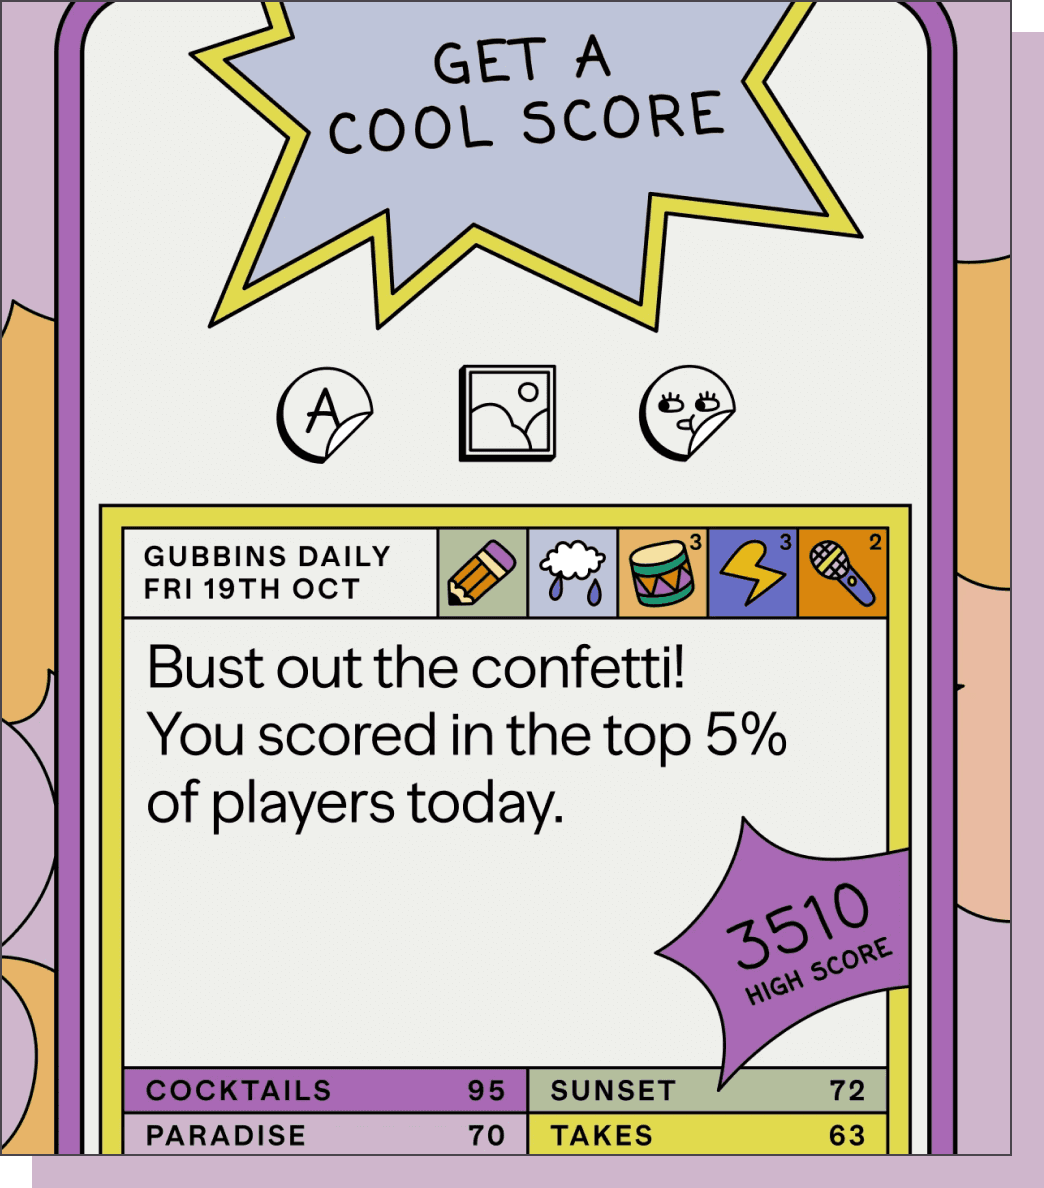 GET A
COOL SCORE
A
GUBBINS DAILY
FRI 19TH OCT
3
3
2
Bust out the confetti!
You scored in the top 5%
of players today.
3510
HIGH SCORE
COCKTAILS 95
SUNSET 72
PARADISE 70
TAKES 63